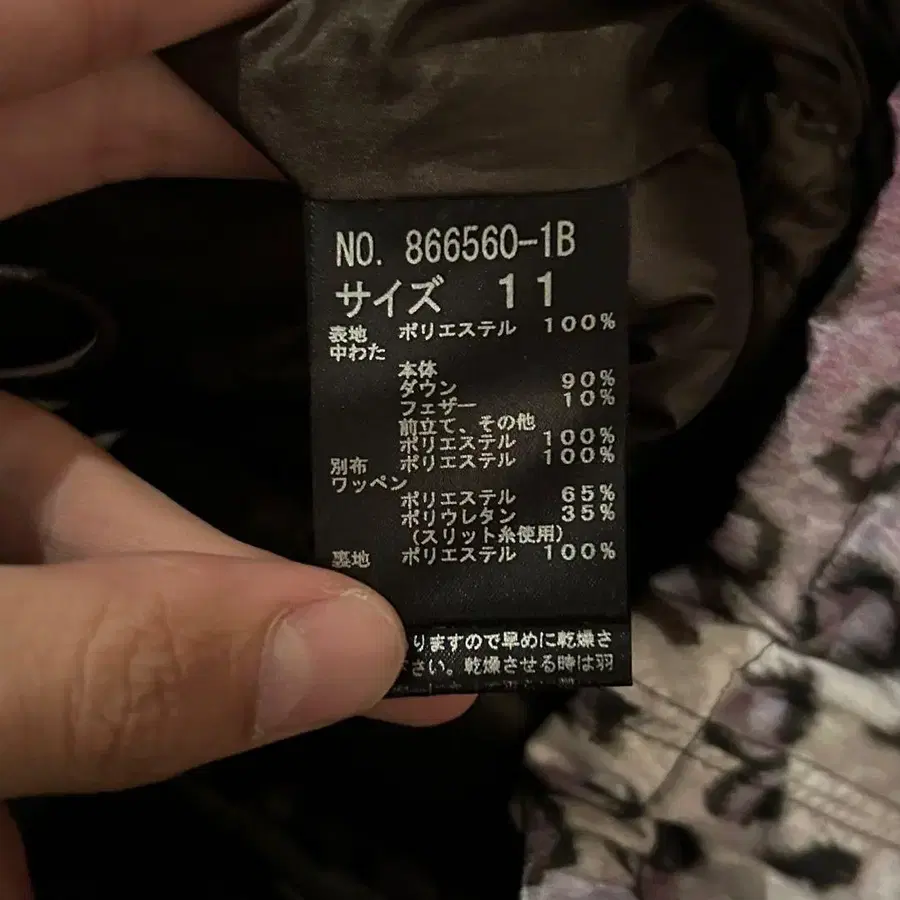 NO. 866560-1B
サイズ 11
表地 ポリエステル 100%
中わた
本体
ダウン 90%
フェザー 10%
前立て、その他
ポリエステル 100%
別布 ポリエステル 100%
ワッペン
ポリエステル 65%
ポリウレタン 35%
(スリット糸使用)
裏地 ポリエステル 100%
りますので早めに乾燥さ
さい。乾燥させる時は羽